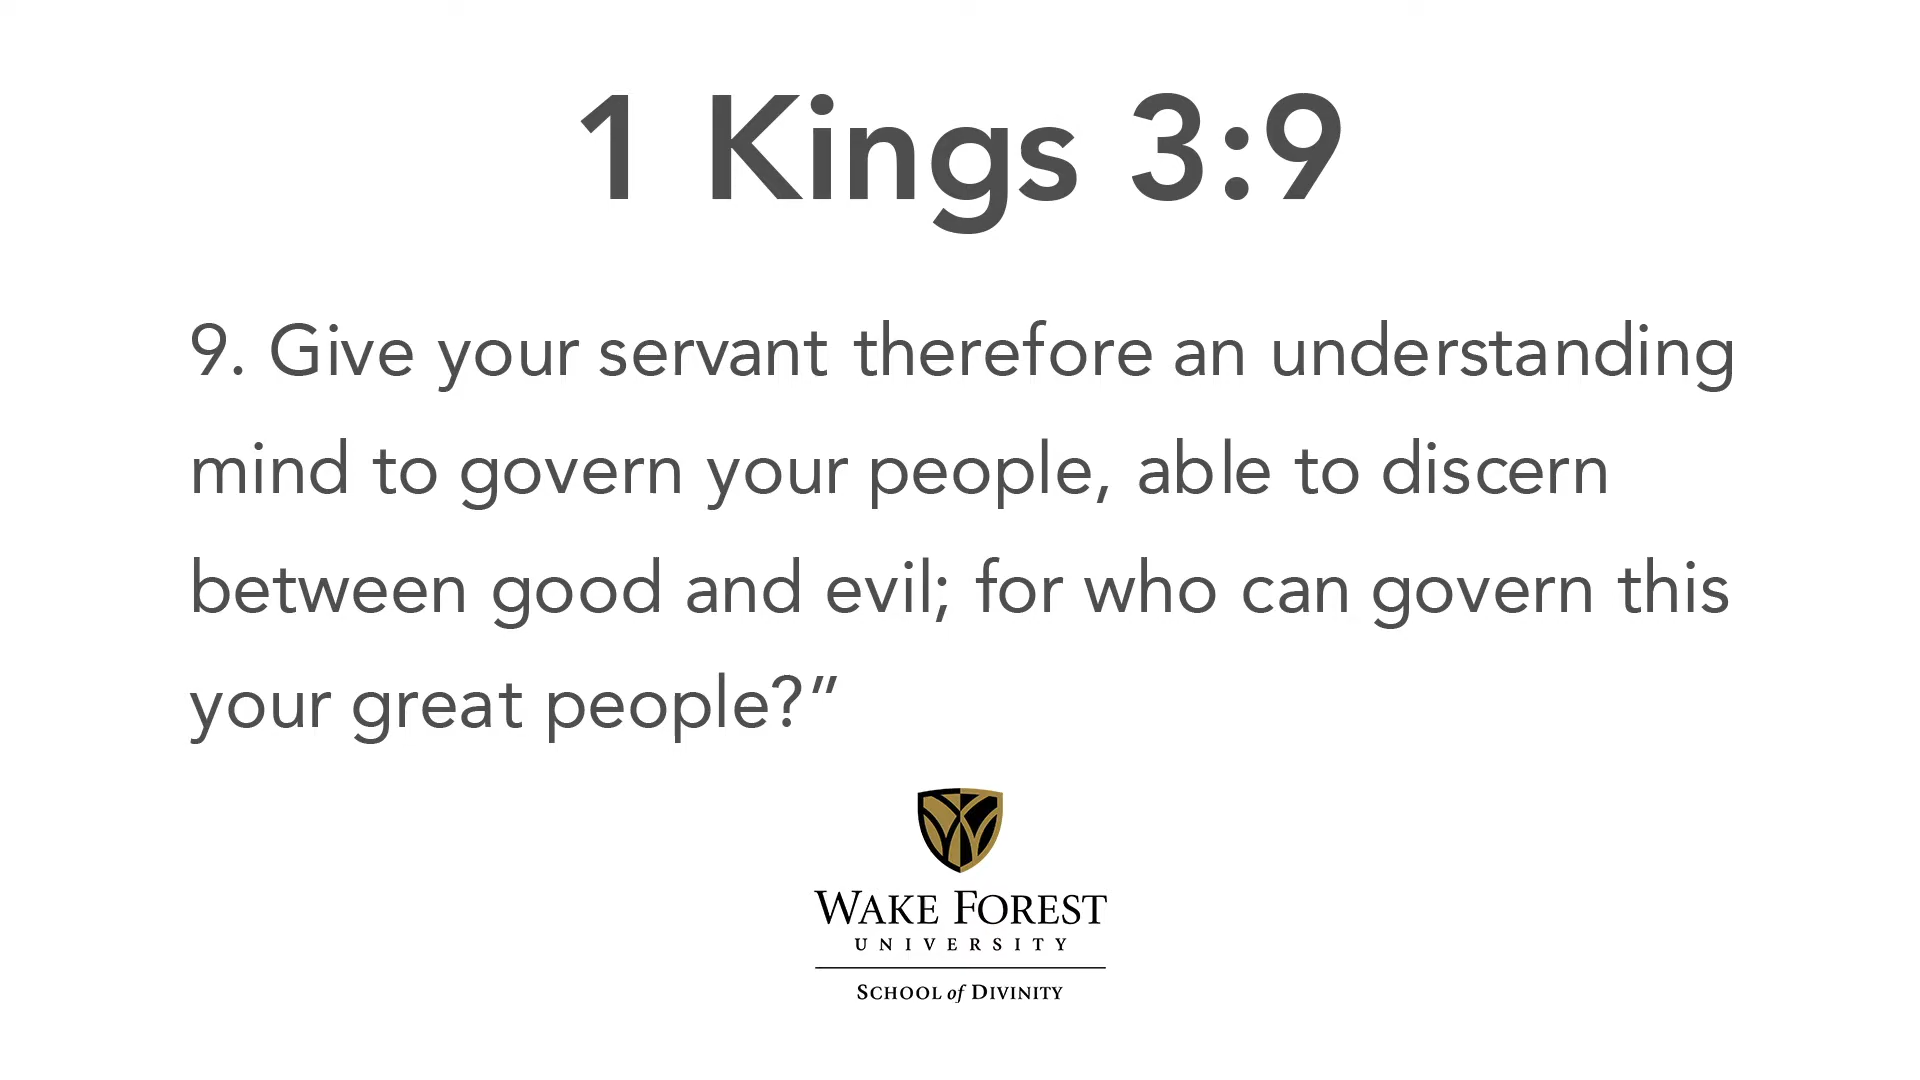 1 Kings 3:9
9. Give your servant therefore an understanding
mind to govern your people, able to discern
between good and evil; for who can govern this
your great people?”
WAKE FOREST
UNIVERSITY
SCHOOL of DIVINITY